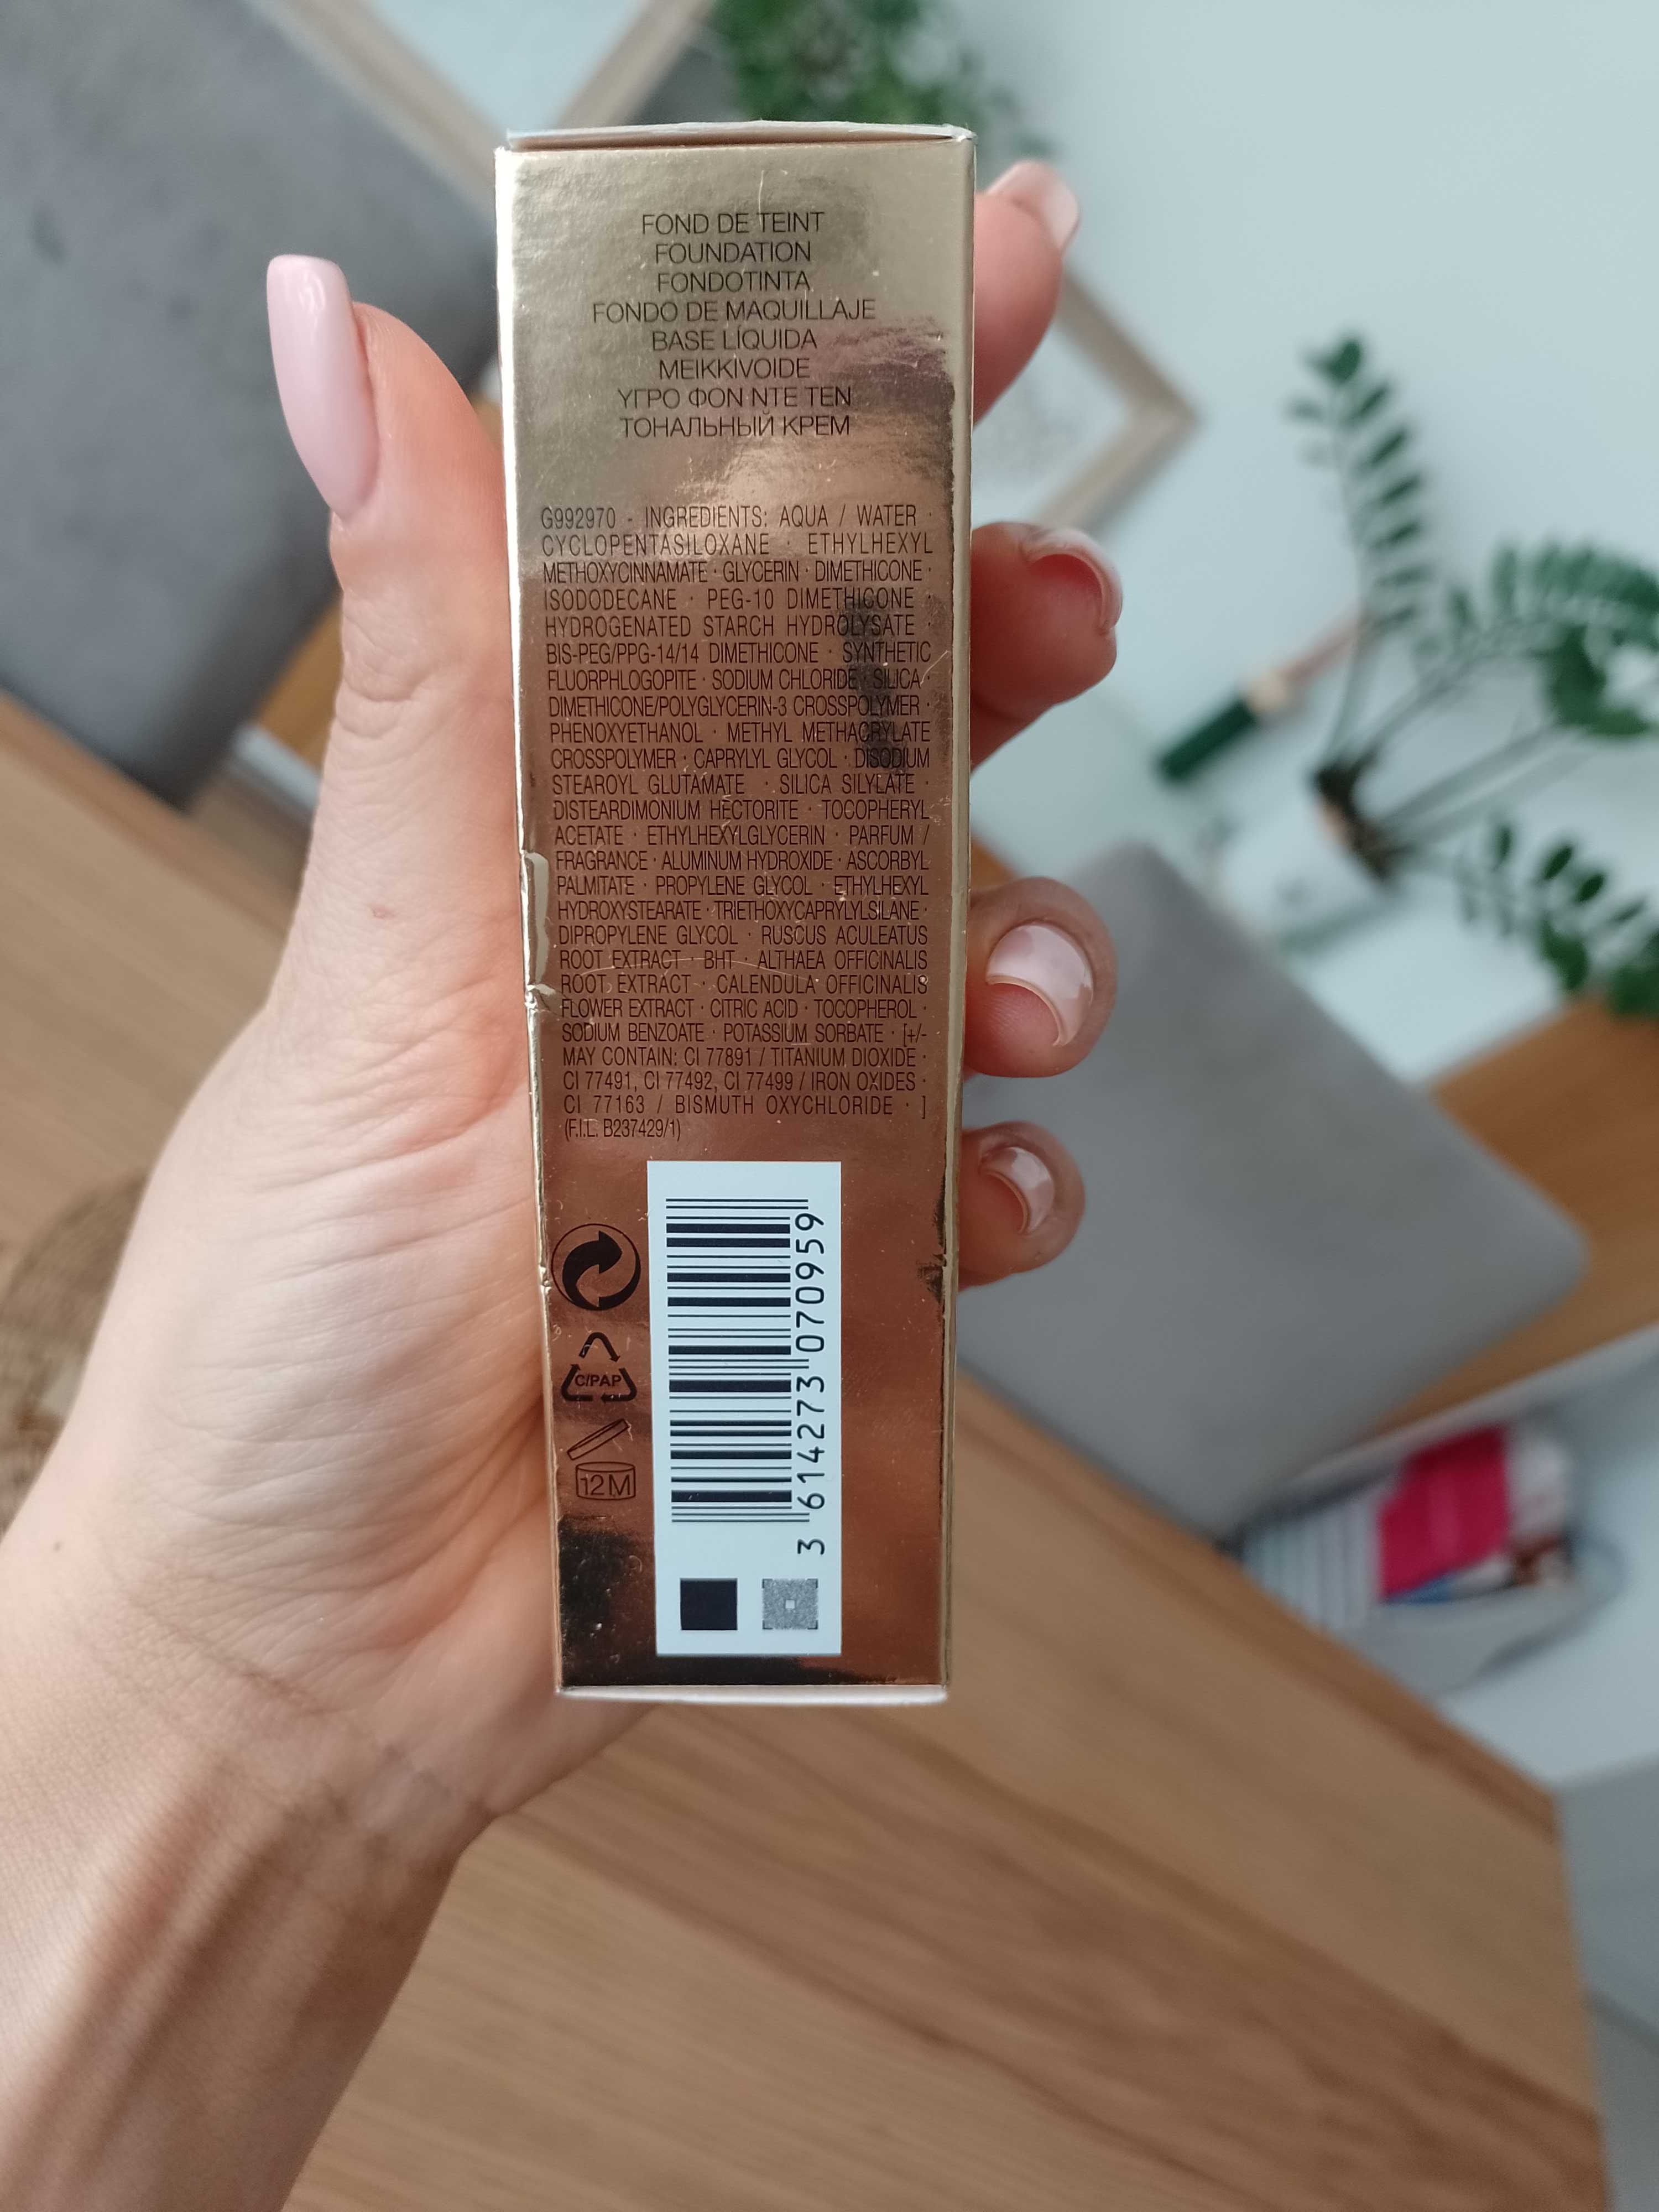 FOND DE TEINT
FOUNDATION
FONDOTINTA
FONDO DE MAQUILLAJE
BASE LÍQUIDA
MEIKKIVOIDE
ΥΓΡΟ ΦΟΝ ΝΤΕ ΤΕΝ
ТОНАЛЬНЫЙ КРЕМ
G992970 - INGREDIENTS: AQUA / WATER ·
CYCLOPENTASILOXANE · ETHYLHEXYL
METHOXYCINNAMATE · GLYCERIN · DIMETHICONE ·
ISODODECANE · PEG-10 DIMETHICONE ·
HYDROGENATED STARCH HYDROLYSATE ·
BIS-PEG/PPG-14/14 DIMETHICONE · SYNTHETIC
FLUORPHLOGOPITE · SODIUM CHLORIDE · SILICA ·
DIMETHICONE/POLYGLYCERIN-3 CROSSPOLYMER ·
PHENOXYETHANOL · METHYL METHACRYLATE
CROSSPOLYMER · CAPRYLYL GLYCOL · DISODIUM
STEAROYL GLUTAMATE · SILICA SILYLATE ·
DISTEARDIMONIUM HECTORITE · TOCOPHERYL
ACETATE · ETHYLHEXYLGLYCERIN · PARFUM /
FRAGRANCE · ALUMINUM HYDROXIDE · ASCORBYL
PALMITATE · PROPYLENE GLYCOL · ETHYLHEXYL
HYDROXYSTEARATE · TRIETHOXYCAPRYLYLSILANE ·
DIPROPYLENE GLYCOL · RUSCUS ACULEATUS
ROOT EXTRACT · BHT · ALTHAEA OFFICINALIS
ROOT EXTRACT · CALENDULA OFFICINALIS
FLOWER EXTRACT · CITRIC ACID · TOCOPHEROL ·
SODIUM BENZOATE · POTASSIUM SORBATE · [+/-
MAY CONTAIN: CI 77891 / TITANIUM DIOXIDE ·
CI 77491, CI 77492, CI 77499 / IRON OXIDES ·
CI 77163 / BISMUTH OXYCHLORIDE · ]
(F.I.L. B237429/1)
C/PAP
12M
3 614273 070959